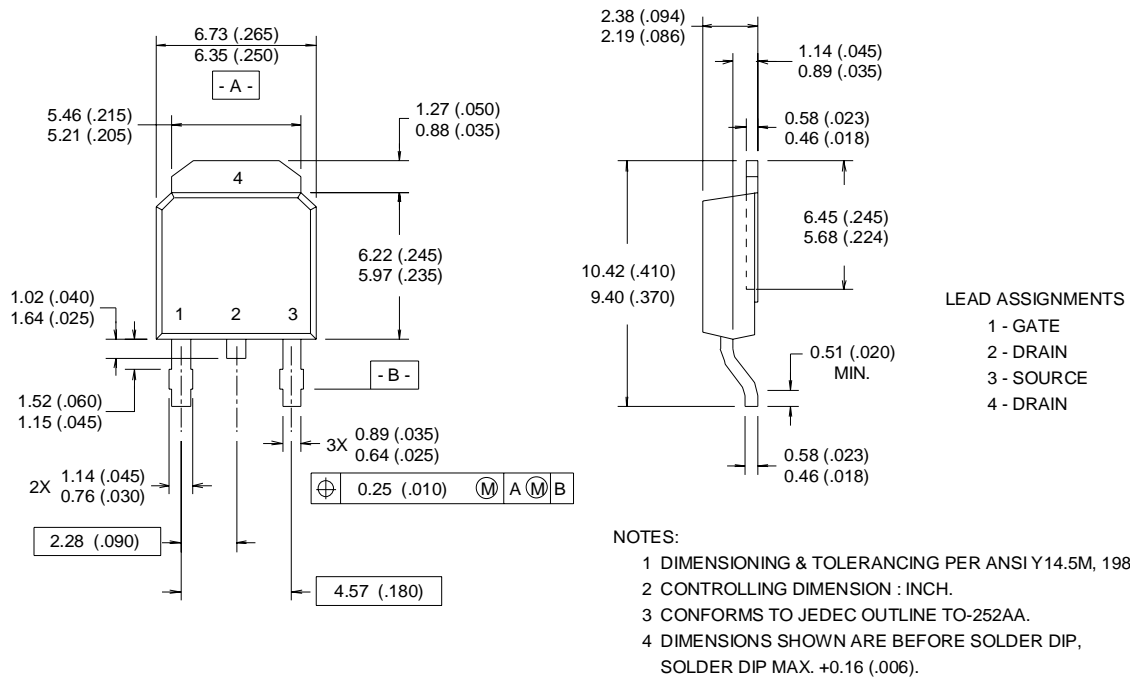 6.73 (.265)
6.35 (.250)
- A -
5.46 (.215)
5.21 (.205)
1.27 (.050)
0.88 (.035)
4
6.22 (.245)
5.97 (.235)
1.02 (.040)
1.64 (.025)
1 2 3
- B -
1.52 (.060)
1.15 (.045)
3X 0.89 (.035)
0.64 (.025)
2X 1.14 (.045)
0.76 (.030)
⌖ 0.25 (.010) Ⓜ A Ⓜ B
2.28 (.090)
4.57 (.180)
2.38 (.094)
2.19 (.086)
1.14 (.045)
0.89 (.035)
0.58 (.023)
0.46 (.018)
6.45 (.245)
5.68 (.224)
10.42 (.410)
9.40 (.370)
0.51 (.020)
MIN.
0.58 (.023)
0.46 (.018)
LEAD ASSIGNMENTS
1 - GATE
2 - DRAIN
3 - SOURCE
4 - DRAIN
NOTES:
1 DIMENSIONING & TOLERANCING PER ANSI Y14.5M, 198
2 CONTROLLING DIMENSION : INCH.
3 CONFORMS TO JEDEC OUTLINE TO-252AA.
4 DIMENSIONS SHOWN ARE BEFORE SOLDER DIP,
SOLDER DIP MAX. +0.16 (.006).